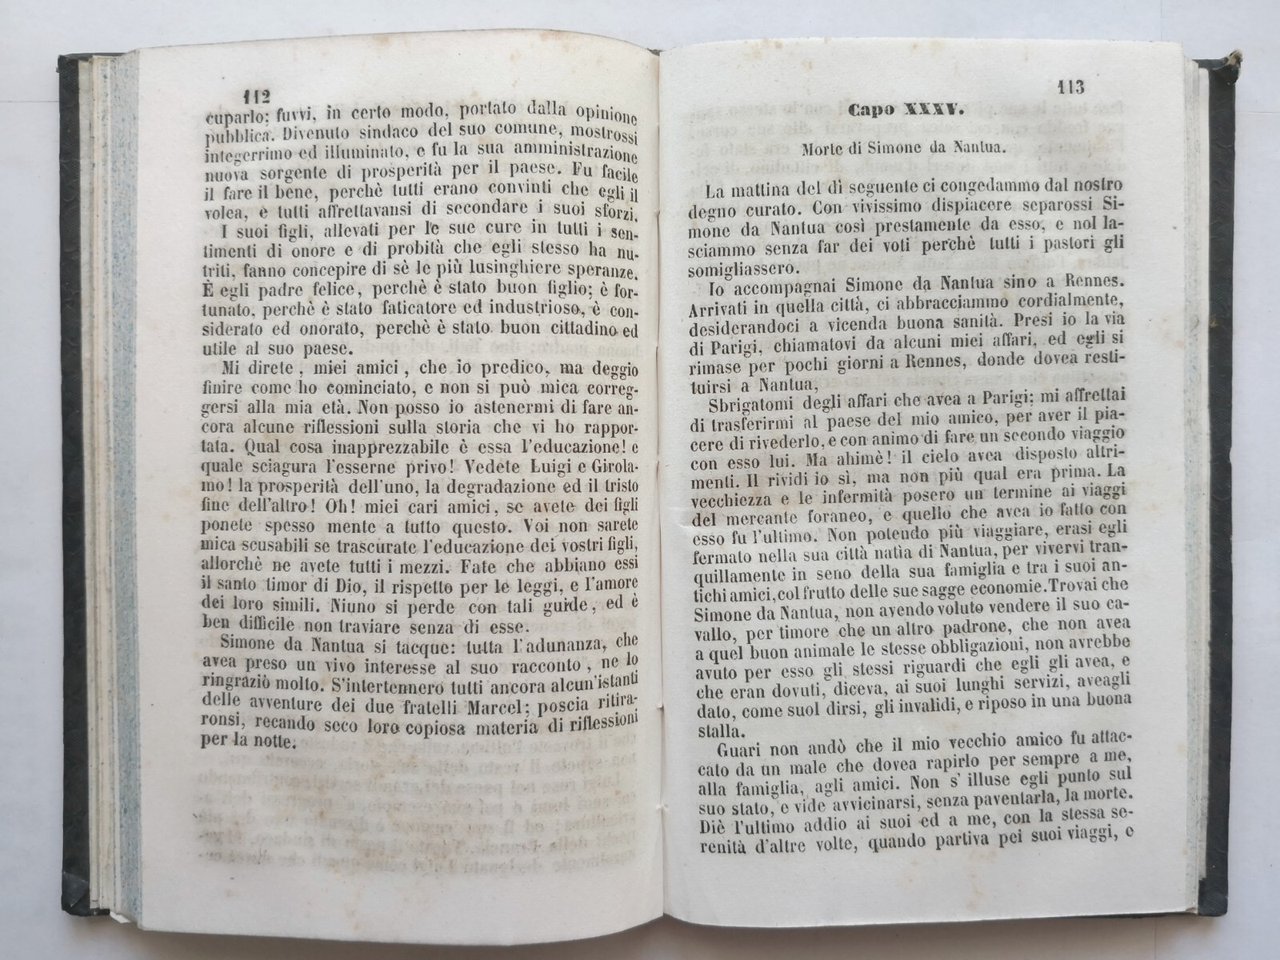 112
cuparlo: fuvvi, in certo modo, portato dalla opinione
pubblica. Divenuto sindaco del suo comune, mostrossi
integerrimo ed illuminato, e fu la sua amministrazione
nuova sorgente di prosperità per il paese. Fu facile
il fare il bene, perchè tutti erano convinti che egli il
volea, e tutti affrettavansi di secondare i suoi sforzi.
I suoi figli, allevati per le sue cure in tutti i sen-
timenti di onore e di probità che egli stesso ha nu-
triti, fanno concepire di sè le più lusinghiere speranze.
È egli padre felice, perchè è stato buon figlio; è for-
tunato, perchè è stato faticatore ed industrioso, è con-
siderato ed onorato, perchè è stato buon cittadino ed
utile al suo paese.
Mi direte, miei amici, che io predico, ma deggio
finire come ho cominciato, e non si può mica correg-
gersi alla mia età. Non posso io astenermi di fare an-
cora alcune riflessioni sulla storia che vi ho rappor-
tata. Qual cosa inapprezzabile è essa l'educazione! e
quale sciagura l'esserne privo! Vedete Luigi e Girola-
mo! la prosperità dell'uno, la degradazione ed il tristo
fine dell'altro! Oh! miei cari amici, se avete dei figli
ponete spesso mente a tutto questo. Voi non sarete
mica scusabili se trascurate l'educazione dei vostri figli,
allorchè ne avete tutti i mezzi. Fate che abbiano essi
il santo timor di Dio, il rispetto per le leggi, e l'amore
dei loro simili. Niuno si perde con tali guide, ed è
ben difficile non traviare senza di esse.
Simone da Nantua si tacque: tutta l'adunanza, che
avea preso un vivo interesse al suo racconto, ne lo
ringraziò molto. S'intertennero tutti ancora alcun'istanti
delle avventure dei due fratelli Marcel; poscia ritira-
ronsi, recando seco loro copiosa materia di riflessioni
per la notte.
113
Capo XXXV.
Morte di Simone da Nantua.
La mattina del dì seguente ci congedammo dal nostro
degno curato. Con vivissimo dispiacere separossi Si-
mone da Nantua così prestamente da esso, e nol la-
sciammo senza far dei voti perchè tutti i pastori gli
somigliassero.
Io accompagnai Simone da Nantua sino a Rennes.
Arrivati in quella città, ci abbracciammo cordialmente,
desiderandoci a vicenda buona sanità. Presi io la via
di Parigi, chiamatovi da alcuni miei affari, ed egli si
rimase per pochi giorni a Rennes, donde dovea resti-
tuirsi a Nantua,
Sbrigatomi degli affari che avea a Parigi; mi affrettai
di trasferirmi al paese del mio amico, per aver il pia-
cere di rivederlo, e con animo di fare un secondo viaggio
con esso lui. Ma ahimè! il cielo avea disposto altri-
menti. Il rividi io sì, ma non più qual era prima. La
vecchiezza e le infermità posero un termine ai viaggi
del mercante foraneo, e quello che avea io fatto con
esso fu l'ultimo. Non potendo più viaggiare, erasi egli
fermato nella sua città natìa di Nantua, per vivervi tran-
quillamente in seno della sua famiglia e tra i suoi an-
tichi amici, col frutto delle sue sagge economie. Trovai che
Simone da Nantua, non avendo voluto vendere il suo ca-
vallo, per timore che un altro padrone, che non avea
a quel buon animale le stesse obbligazioni, non avrebbe
avuto per esso gli stessi riguardi che egli gli avea, e
che eran dovuti, diceva, ai suoi lunghi servizi, aveagli
dato, come suol dirsi, gli invalidi, e riposo in una buona
stalla.
Guari non andò che il mio vecchio amico fu attac-
cato da un male che dovea rapirlo per sempre a me,
alla famiglia, agli amici. Non s'illuse egli punto sul
suo stato, e vide avvicinarsi, senza paventarla, la morte.
Diè l'ultimo addio ai suoi ed a me, con la stessa se-
renità d'altre volte, quando partiva pei suoi viaggi, e